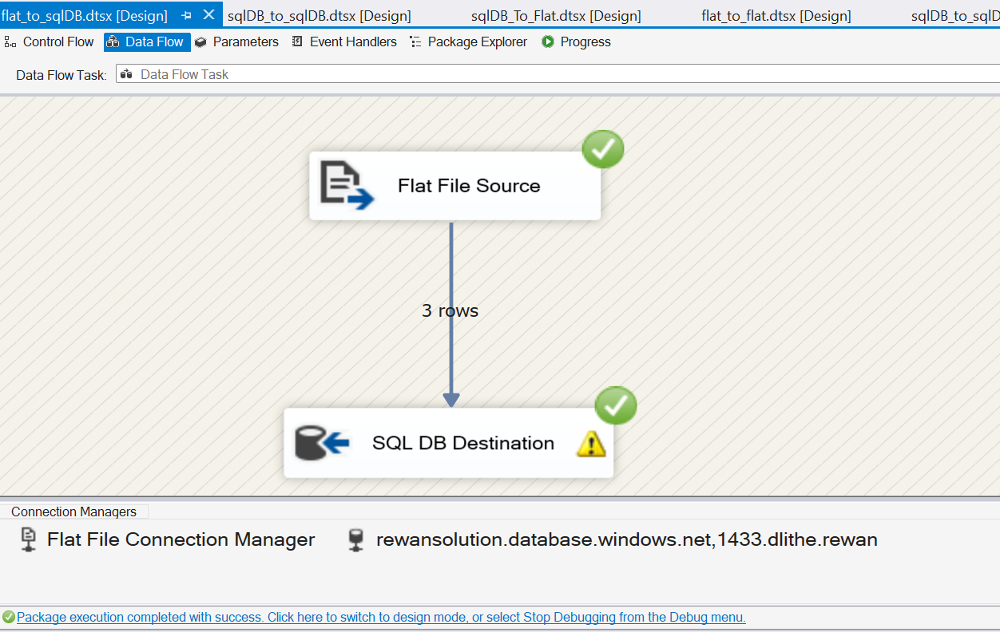 flat_to_sqlDB.dtsx [Design] sqlDB_to_sqlDB.dtsx [Design] sqlDB_To_Flat.dtsx [Design] flat_to_flat.dtsx [Design] sqlDB_to_sqlD
Control Flow Data Flow Parameters Event Handlers Package Explorer Progress
Data Flow Task: Data Flow Task
Flat File Source
3 rows
SQL DB Destination
Connection Managers
Flat File Connection Manager rewansolution.database.windows.net,1433.dlithe.rewan
Package execution completed with success. Click here to switch to design mode, or select Stop Debugging from the Debug menu.